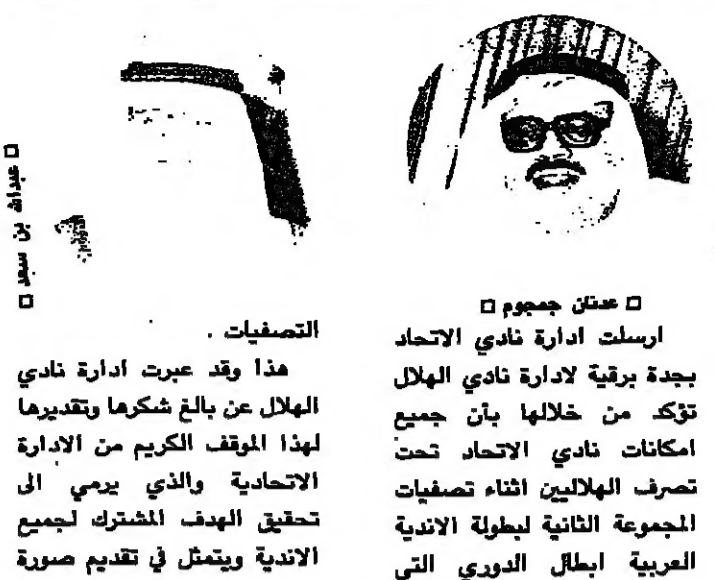 □ عدنان جمجوم □
ارسلت ادارة نادي الاتحاد
بجدة برقية لادارة نادي الهلال
تؤكد من خلالها بأن جميع
امكانات نادي الاتحاد تحت
تصرف الهلاليين اثناء تصفيات
المجموعة الثانية لبطولة الاندية
العربية ابطال الدوري التي
□ عبدالله بن سعد □
التصفيات .
هذا وقد عبرت ادارة نادي
الهلال عن بالغ شكرها وتقديرها
لهذا الموقف الكريم من الادارة
الاتحادية والذي يرمي الى
تحقيق الهدف المشترك لجميع
الاندية ويتمثل في تقديم صورة